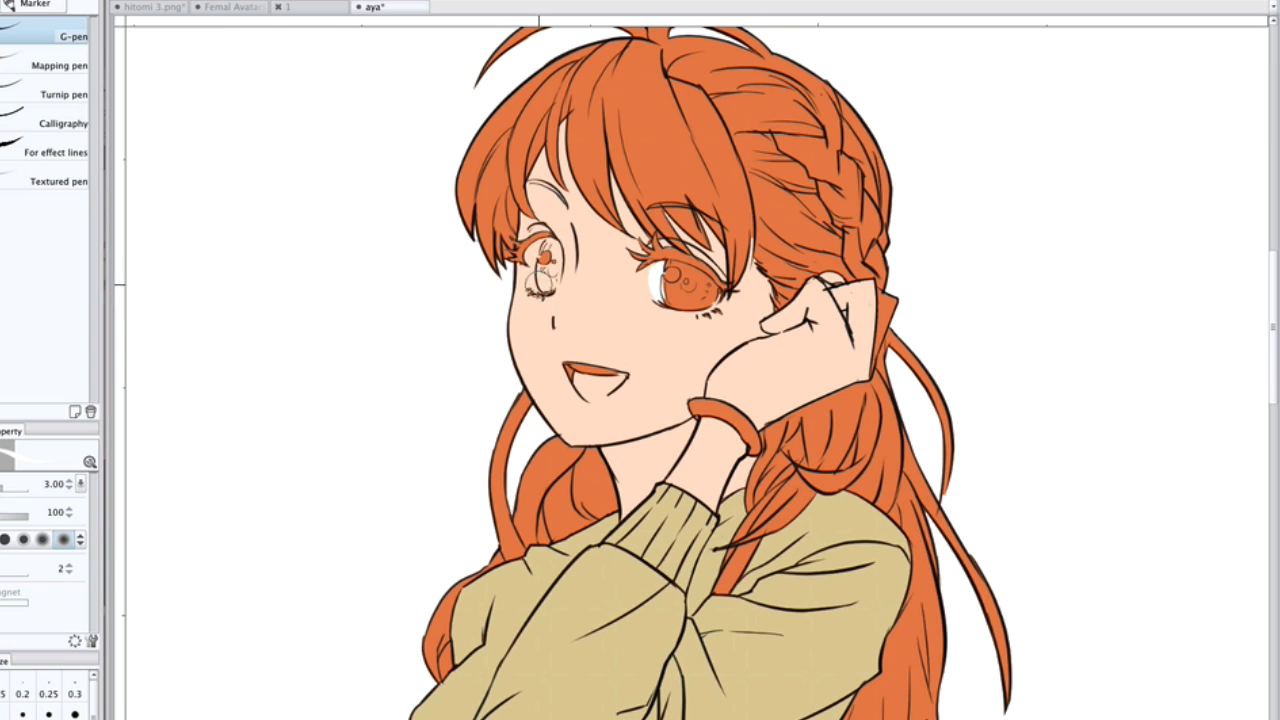 Marker
hitomi 3.png*
Femal Avatar
1
aya*
G-pen
Mapping pen
Turnip pen
Calligraphy
For effect lines
Textured pen
perty
3.00
100
2
gnet
ze
5 0.2 0.25 0.3